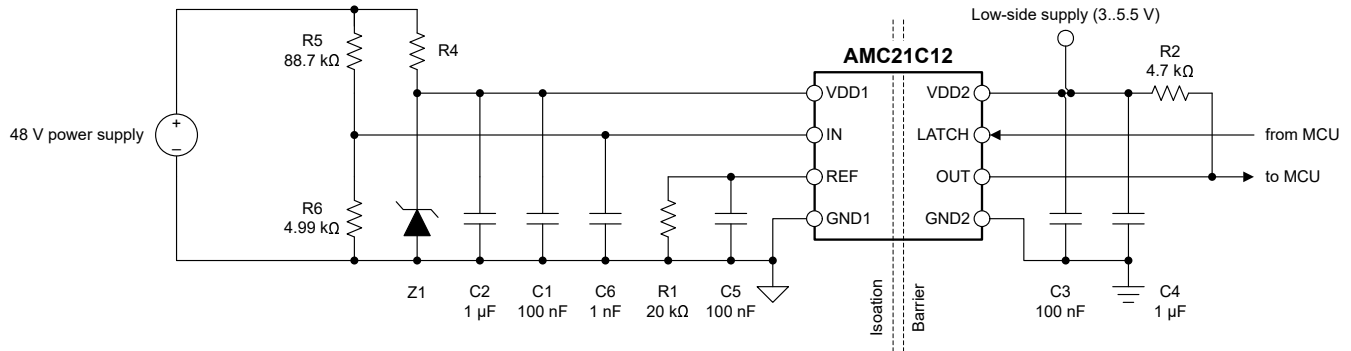 Low-side supply (3..5.5 V)
R5
88.7 kΩ
R4
AMC21C12
R2
4.7 kΩ
VDD1
VDD2
48 V power supply
+
–
IN
LATCH
from MCU
REF
OUT
to MCU
R6
4.99 kΩ
GND1
GND2
Z1
C2
1 µF
C1
100 nF
C6
1 nF
R1
20 kΩ
C5
100 nF
Isoation
Barrier
C3
100 nF
C4
1 µF